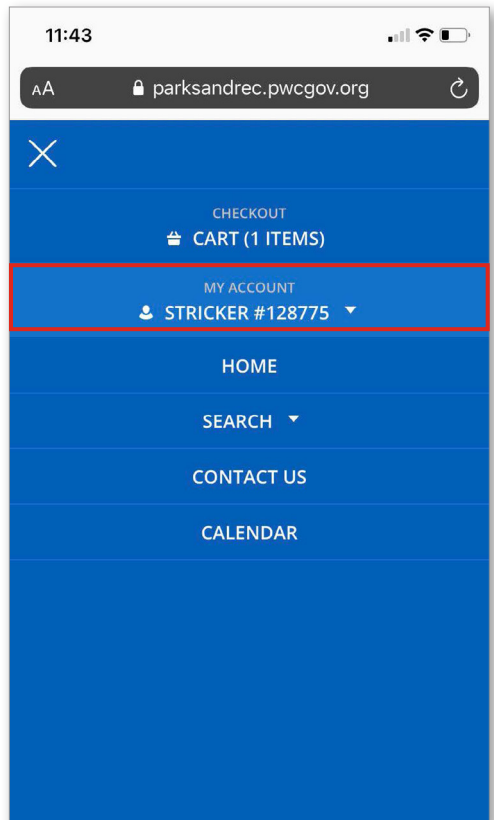 11:43
AA parksandrec.pwcgov.org
CHECKOUT
CART (1 ITEMS)
MY ACCOUNT
STRICKER #128775
HOME
SEARCH
CONTACT US
CALENDAR